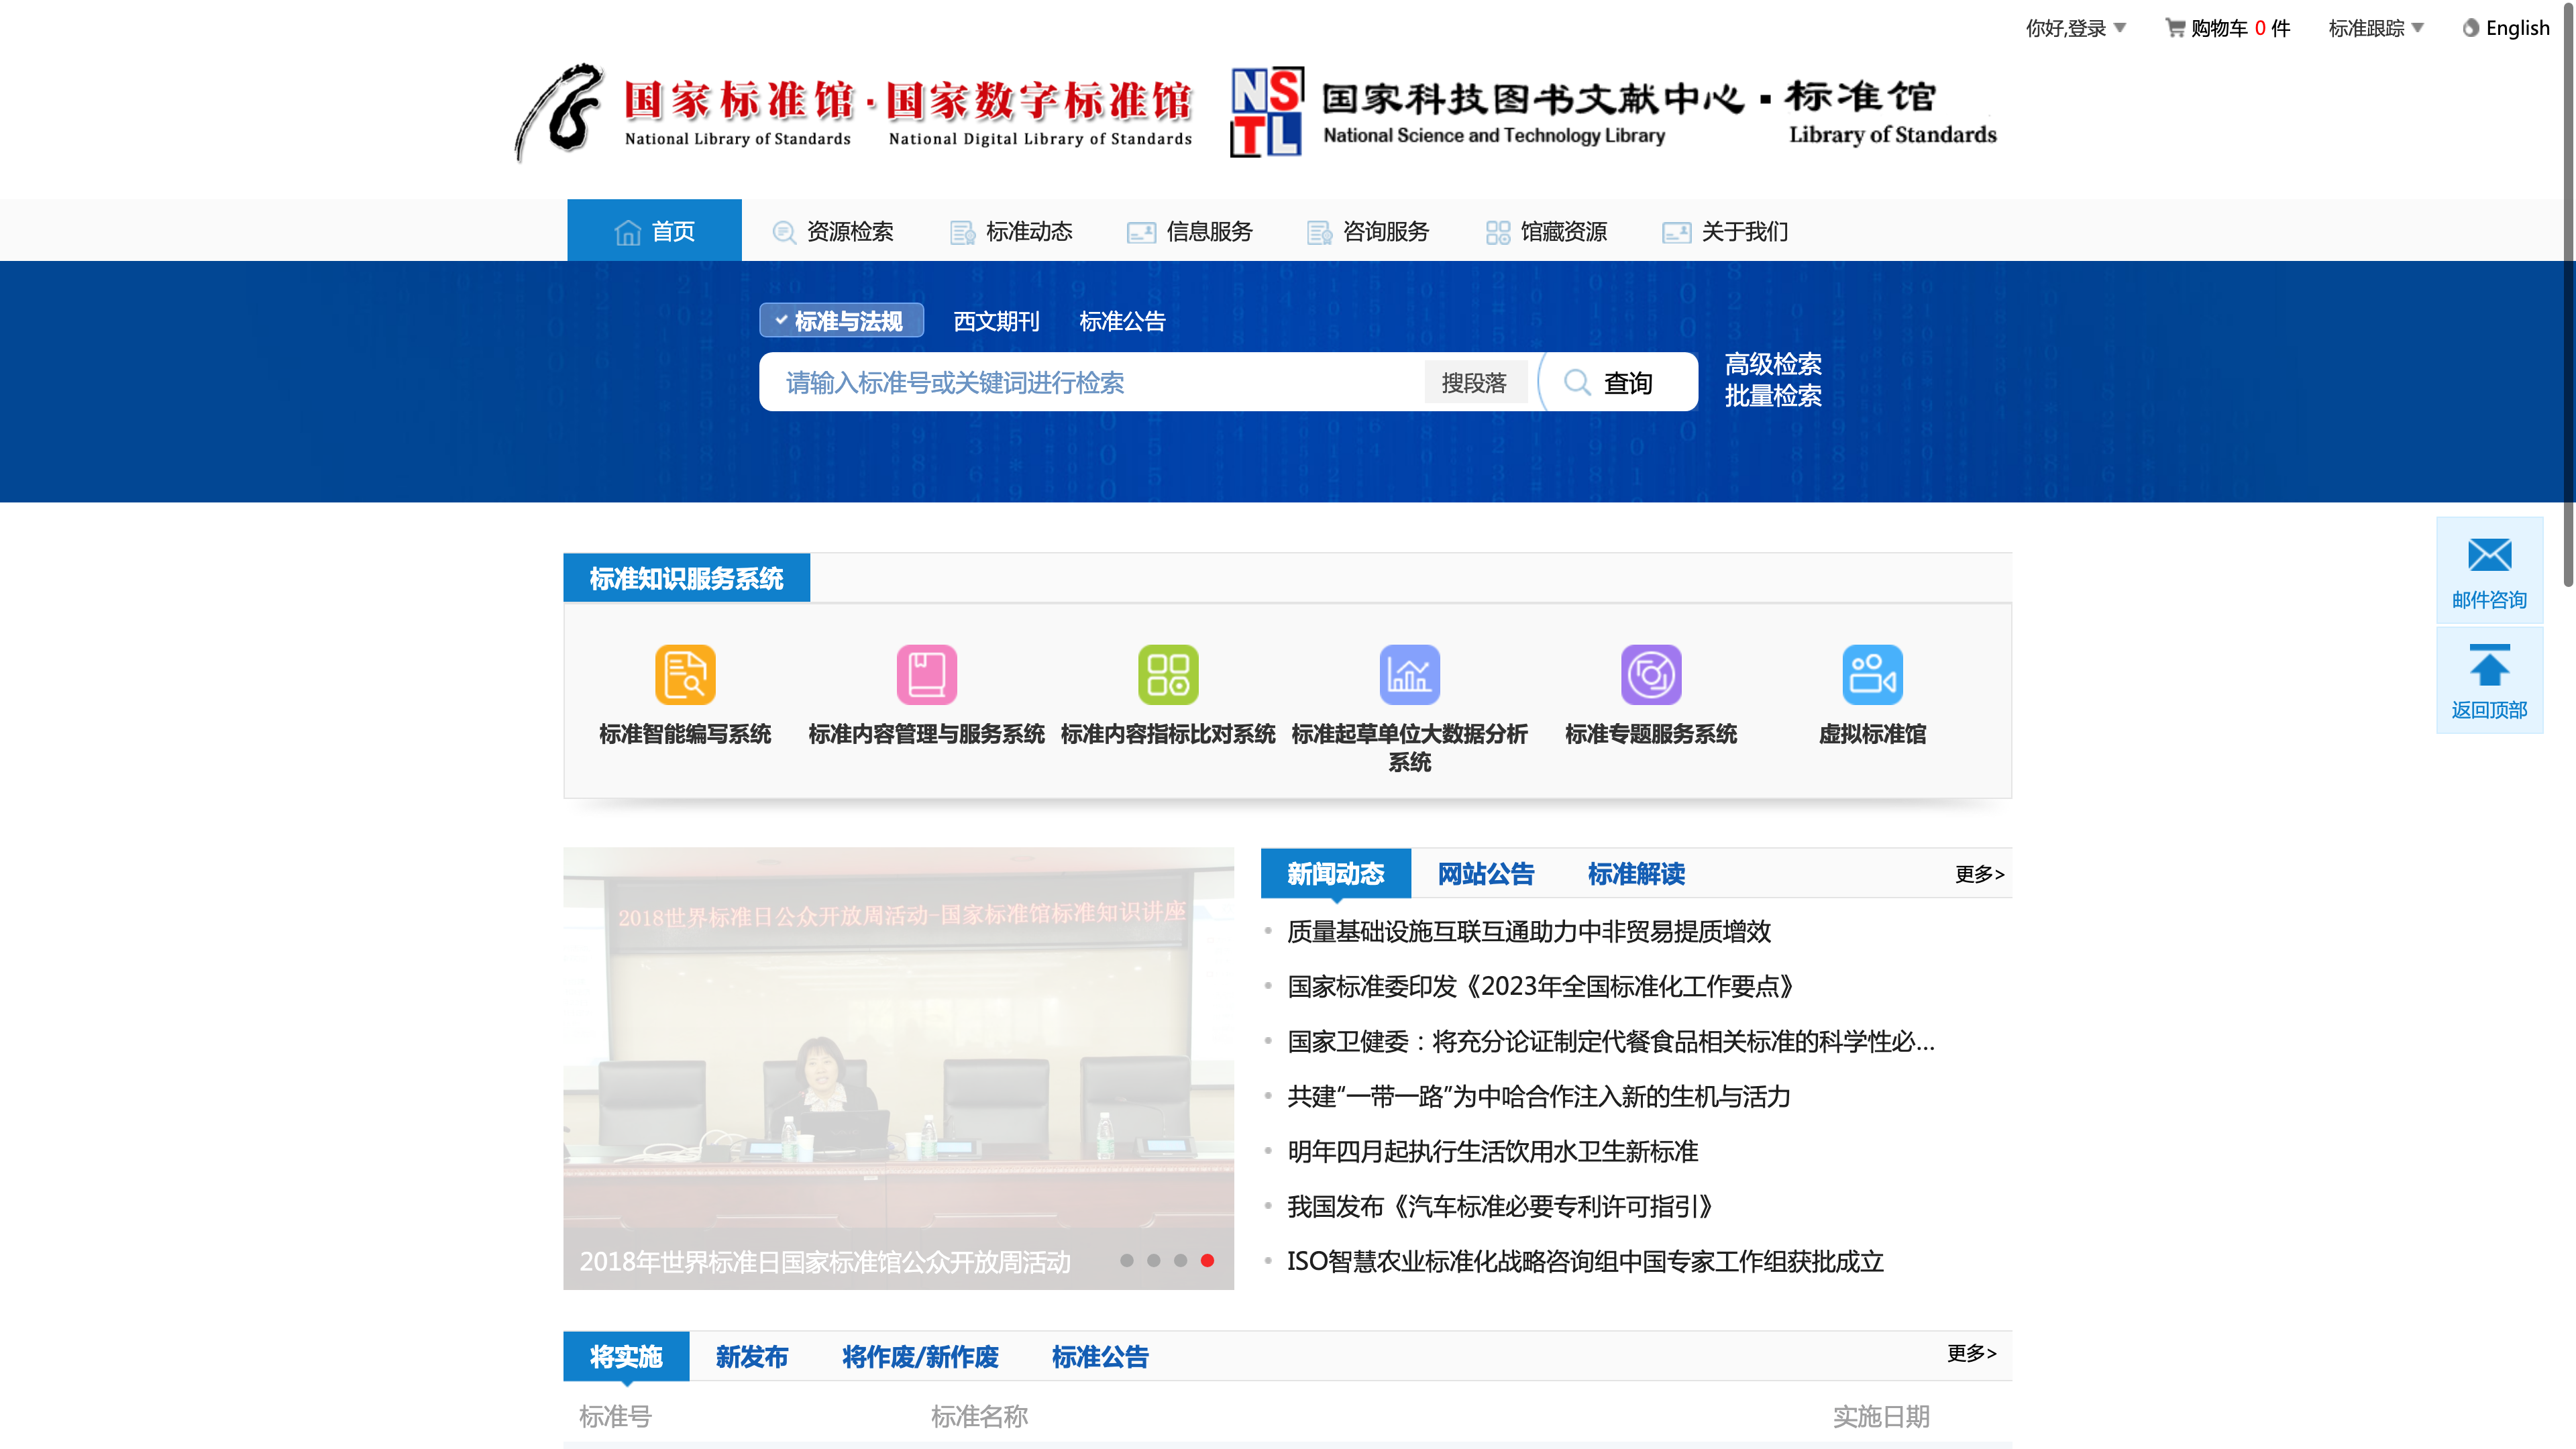 你好,登录
购物车 0 件
标准跟踪
English
国家标准馆·国家数字标准馆
National Library of Standards National Digital Library of Standards
NSTL
国家科技图书文献中心 · 标准馆
National Science and Technology Library Library of Standards
首页
资源检索
标准动态
信息服务
咨询服务
馆藏资源
关于我们
标准与法规
西文期刊
标准公告
请输入标准号或关键词进行检索
搜段落
查询
高级检索
批量检索
邮件咨询
返回顶部
标准知识服务系统
标准智能编写系统
标准内容管理与服务系统
标准内容指标比对系统
标准起草单位大数据分析
系统
标准专题服务系统
虚拟标准馆
2018世界标准日公众开放周活动-国家标准馆标准知识讲座
2018年世界标准日国家标准馆公众开放周活动
新闻动态
网站公告
标准解读
更多>
质量基础设施互联互通助力中非贸易提质增效
国家标准委印发《2023年全国标准化工作要点》
国家卫健委：将充分论证制定代餐食品相关标准的科学性必...
共建“一带一路”为中哈合作注入新的生机与活力
明年四月起执行生活饮用水卫生新标准
我国发布《汽车标准必要专利许可指引》
ISO智慧农业标准化战略咨询组中国专家工作组获批成立
将实施
新发布
将作废/新作废
标准公告
更多>
标准号
标准名称
实施日期